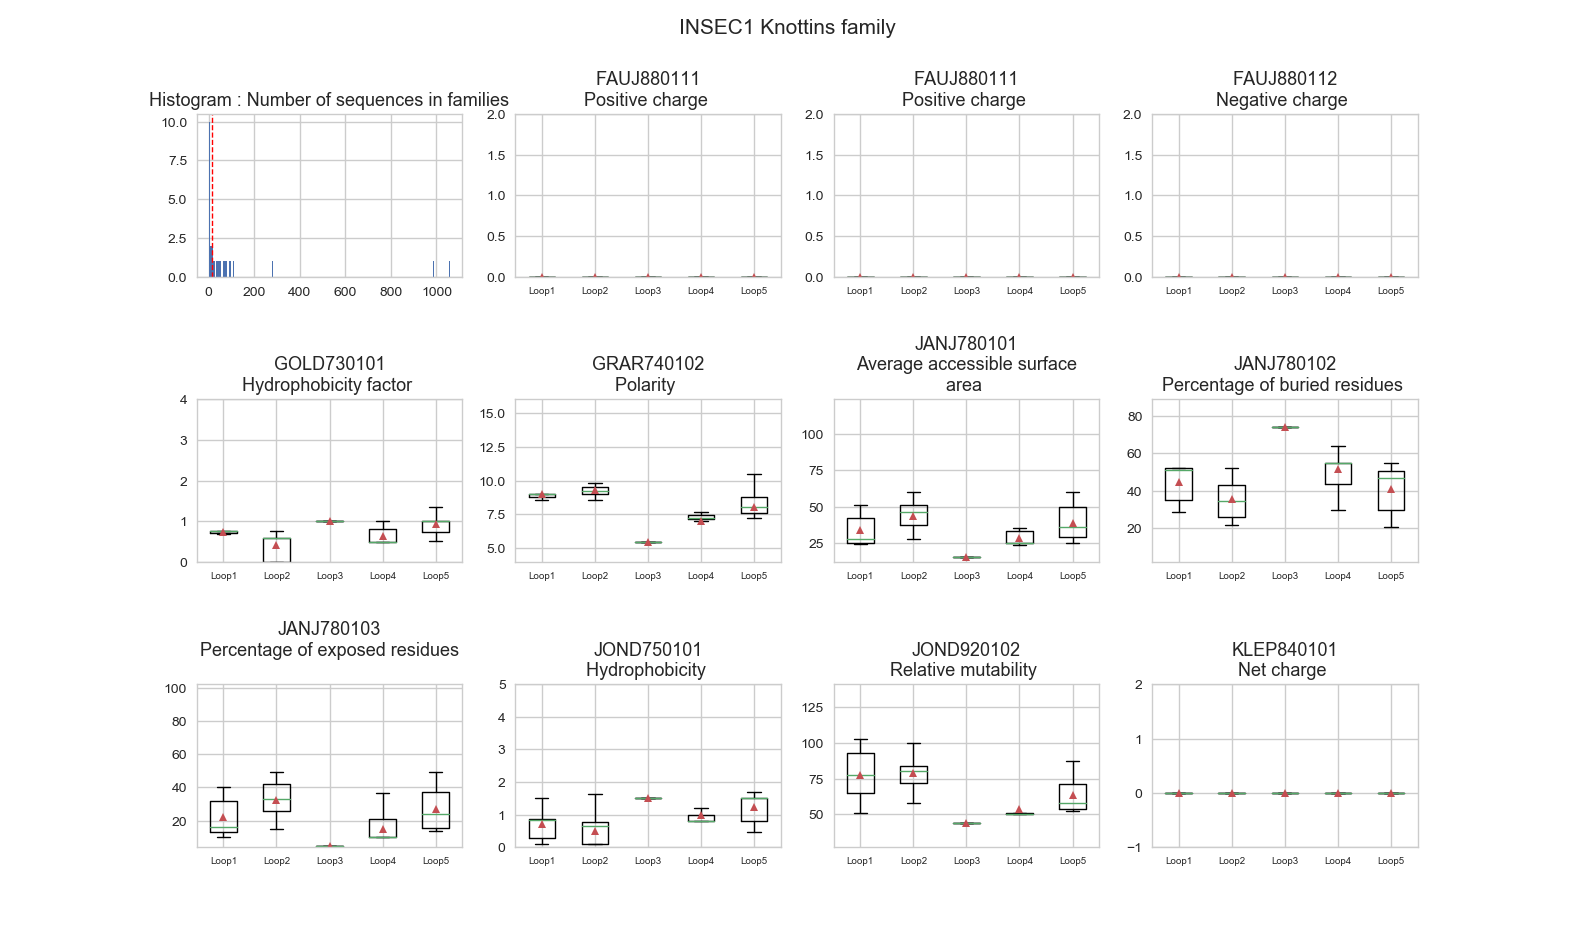 INSEC1 Knottins family
Histogram : Number of sequences in families
10.0
7.5
5.0
2.5
0.0
0 200 400 600 800 1000
FAUJ880111
Positive charge
2.0
1.5
1.0
0.5
0.0
Loop1 Loop2 Loop3 Loop4 Loop5
FAUJ880111
Positive charge
2.0
1.5
1.0
0.5
0.0
Loop1 Loop2 Loop3 Loop4 Loop5
FAUJ880112
Negative charge
2.0
1.5
1.0
0.5
0.0
Loop1 Loop2 Loop3 Loop4 Loop5
GOLD730101
Hydrophobicity factor
4
3
2
1
0
Loop1 Loop2 Loop3 Loop4 Loop5
GRAR740102
Polarity
15.0
12.5
10.0
7.5
5.0
Loop1 Loop2 Loop3 Loop4 Loop5
JANJ780101
Average accessible surface
area
100
75
50
25
Loop1 Loop2 Loop3 Loop4 Loop5
JANJ780102
Percentage of buried residues
80
60
40
20
Loop1 Loop2 Loop3 Loop4 Loop5
JANJ780103
Percentage of exposed residues
100
80
60
40
20
Loop1 Loop2 Loop3 Loop4 Loop5
JOND750101
Hydrophobicity
5
4
3
2
1
0
Loop1 Loop2 Loop3 Loop4 Loop5
JOND920102
Relative mutability
125
100
75
50
Loop1 Loop2 Loop3 Loop4 Loop5
KLEP840101
Net charge
2
1
0
−1
Loop1 Loop2 Loop3 Loop4 Loop5